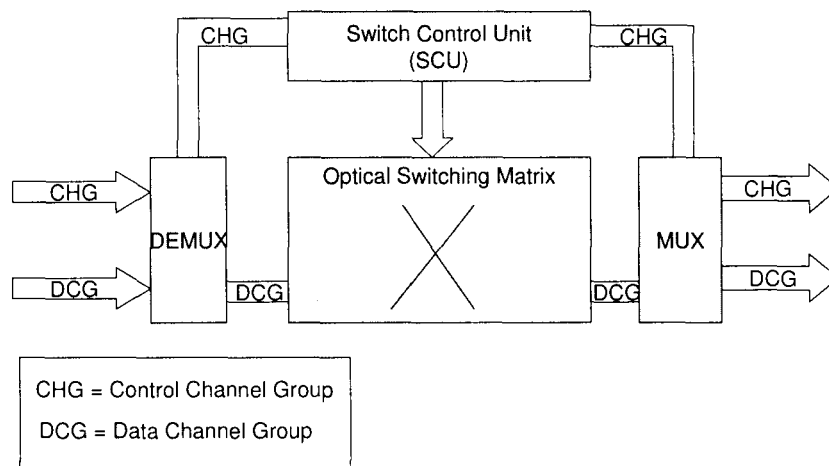 CHG
Switch Control Unit
(SCU)
CHG
CHG
DEMUX
DCG
DCG
Optical Switching Matrix
DCG
MUX
CHG
DCG
CHG = Control Channel Group
DCG = Data Channel Group